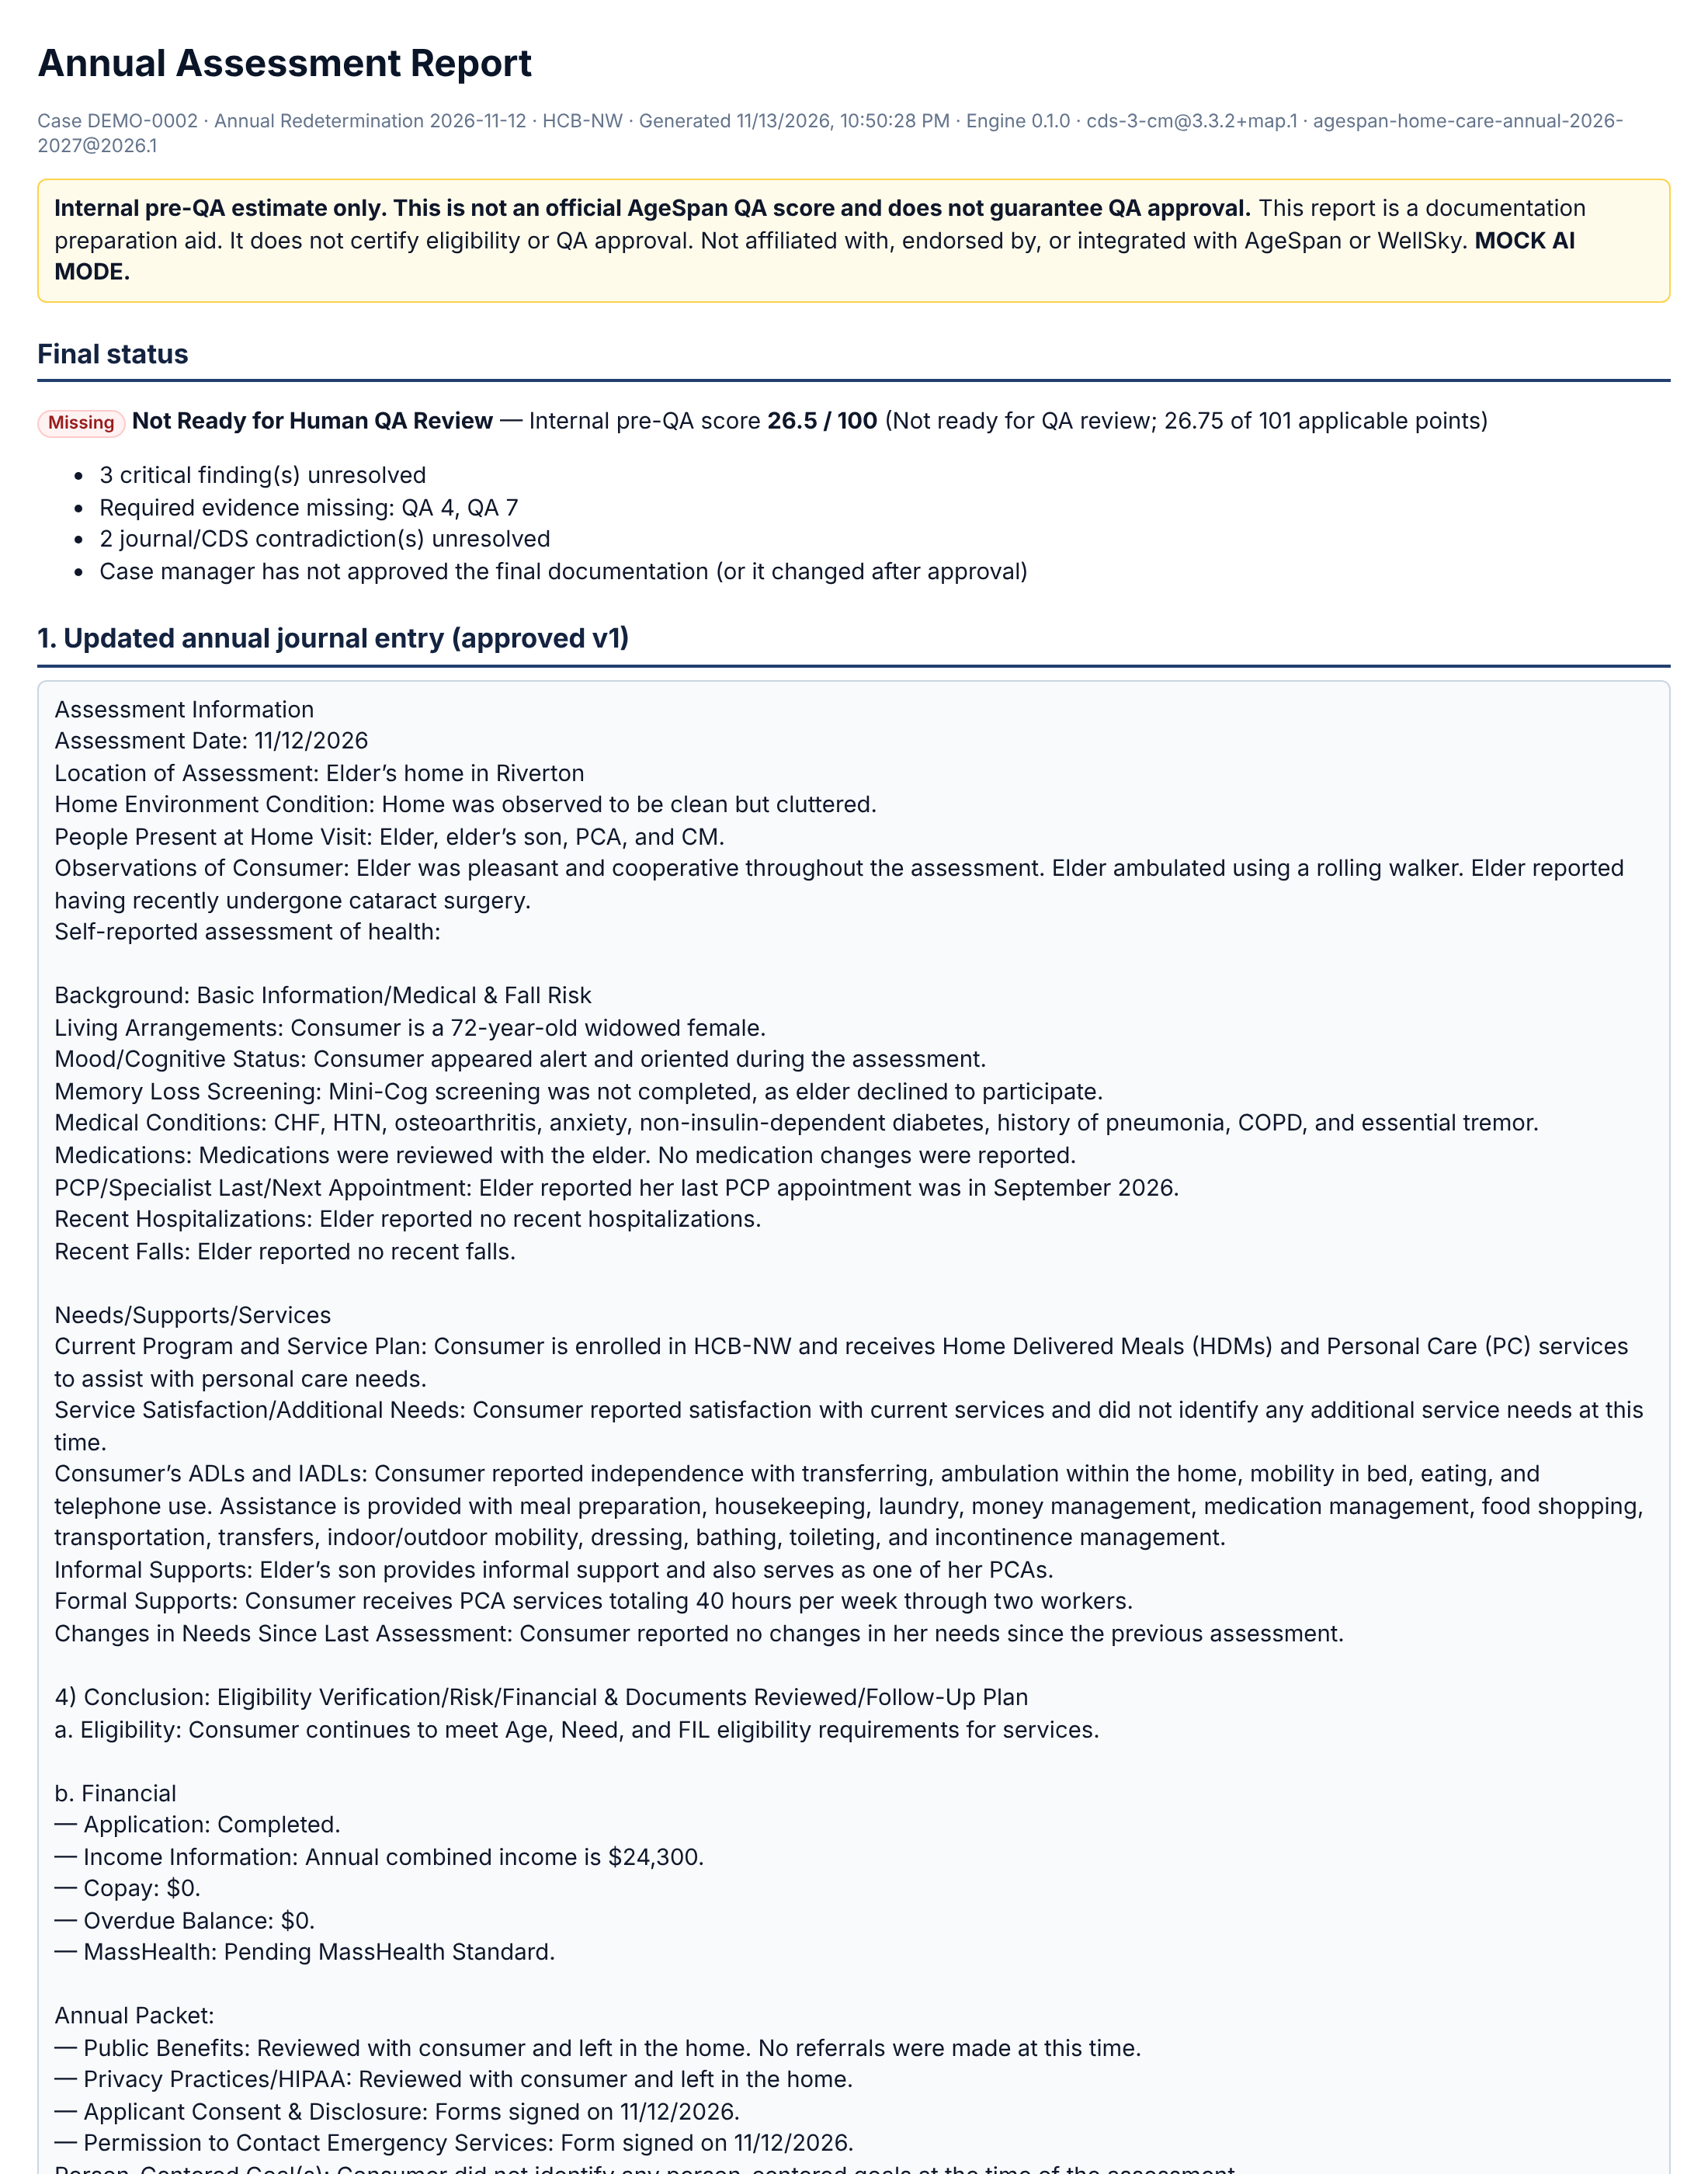 Annual Assessment Report
Case DEMO-0002 · Annual Redetermination 2026-11-12 · HCB-NW · Generated 11/13/2026, 10:50:28 PM · Engine 0.1.0 · cds-3-cm@3.3.2+map.1 · agespan-home-care-annual-2026-
2027@2026.1
Internal pre-QA estimate only. This is not an official AgeSpan QA score and does not guarantee QA approval. This report is a documentation
preparation aid. It does not certify eligibility or QA approval. Not affiliated with, endorsed by, or integrated with AgeSpan or WellSky. MOCK AI
MODE.
Final status
Missing Not Ready for Human QA Review — Internal pre-QA score 26.5 / 100 (Not ready for QA review; 26.75 of 101 applicable points)
• 3 critical finding(s) unresolved
• Required evidence missing: QA 4, QA 7
• 2 journal/CDS contradiction(s) unresolved
• Case manager has not approved the final documentation (or it changed after approval)
1. Updated annual journal entry (approved v1)
Assessment Information
Assessment Date: 11/12/2026
Location of Assessment: Elder’s home in Riverton
Home Environment Condition: Home was observed to be clean but cluttered.
People Present at Home Visit: Elder, elder’s son, PCA, and CM.
Observations of Consumer: Elder was pleasant and cooperative throughout the assessment. Elder ambulated using a rolling walker. Elder reported
having recently undergone cataract surgery.
Self-reported assessment of health:
Background: Basic Information/Medical & Fall Risk
Living Arrangements: Consumer is a 72-year-old widowed female.
Mood/Cognitive Status: Consumer appeared alert and oriented during the assessment.
Memory Loss Screening: Mini-Cog screening was not completed, as elder declined to participate.
Medical Conditions: CHF, HTN, osteoarthritis, anxiety, non-insulin-dependent diabetes, history of pneumonia, COPD, and essential tremor.
Medications: Medications were reviewed with the elder. No medication changes were reported.
PCP/Specialist Last/Next Appointment: Elder reported her last PCP appointment was in September 2026.
Recent Hospitalizations: Elder reported no recent hospitalizations.
Recent Falls: Elder reported no recent falls.
Needs/Supports/Services
Current Program and Service Plan: Consumer is enrolled in HCB-NW and receives Home Delivered Meals (HDMs) and Personal Care (PC) services
to assist with personal care needs.
Service Satisfaction/Additional Needs: Consumer reported satisfaction with current services and did not identify any additional service needs at this
time.
Consumer’s ADLs and IADLs: Consumer reported independence with transferring, ambulation within the home, mobility in bed, eating, and
telephone use. Assistance is provided with meal preparation, housekeeping, laundry, money management, medication management, food shopping,
transportation, transfers, indoor/outdoor mobility, dressing, bathing, toileting, and incontinence management.
Informal Supports: Elder’s son provides informal support and also serves as one of her PCAs.
Formal Supports: Consumer receives PCA services totaling 40 hours per week through two workers.
Changes in Needs Since Last Assessment: Consumer reported no changes in her needs since the previous assessment.
4) Conclusion: Eligibility Verification/Risk/Financial & Documents Reviewed/Follow-Up Plan
a. Eligibility: Consumer continues to meet Age, Need, and FIL eligibility requirements for services.
b. Financial
— Application: Completed.
— Income Information: Annual combined income is $24,300.
— Copay: $0.
— Overdue Balance: $0.
— MassHealth: Pending MassHealth Standard.
Annual Packet:
— Public Benefits: Reviewed with consumer and left in the home. No referrals were made at this time.
— Privacy Practices/HIPAA: Reviewed with consumer and left in the home.
— Applicant Consent & Disclosure: Forms signed on 11/12/2026.
— Permission to Contact Emergency Services: Form signed on 11/12/2026.
Person-Centered Goal(s): Consumer did not identify any person-centered goals at the time of the assessment.